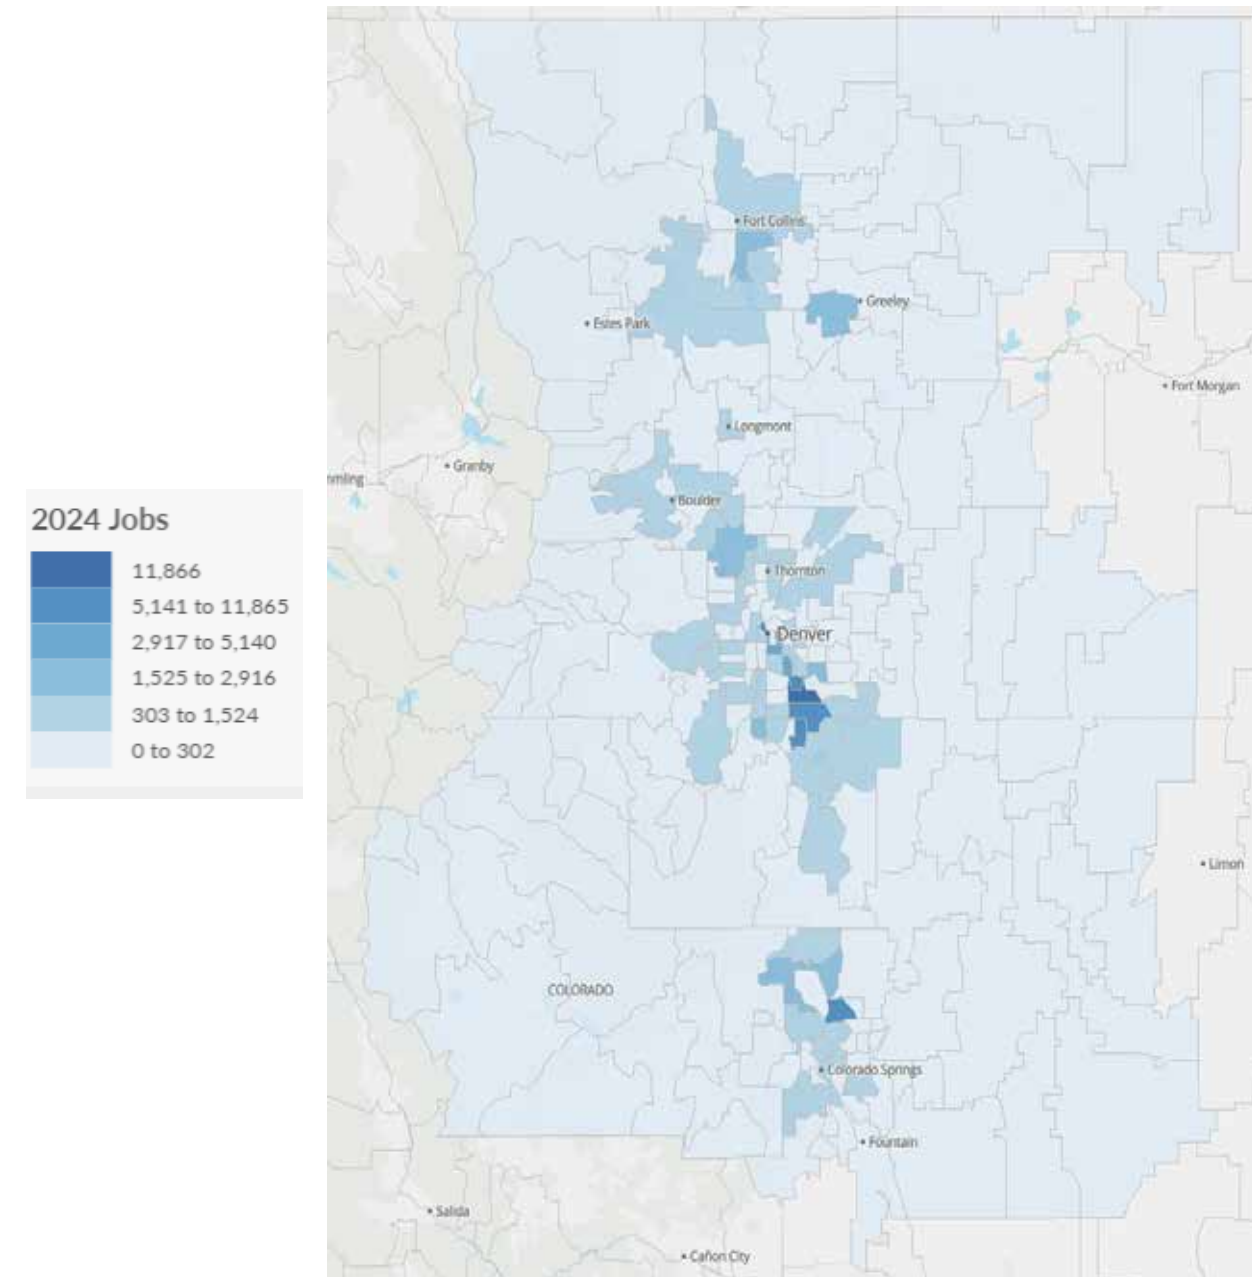 2024 Jobs
11,866
5,141 to 11,865
2,917 to 5,140
1,525 to 2,916
303 to 1,524
0 to 302
Fort Collins
Greeley
Estes Park
Fort Morgan
Longmont
Granby
mling
Boulder
Thornton
Denver
Limon
COLORADO
Colorado Springs
Fountain
Salida
Cañon City